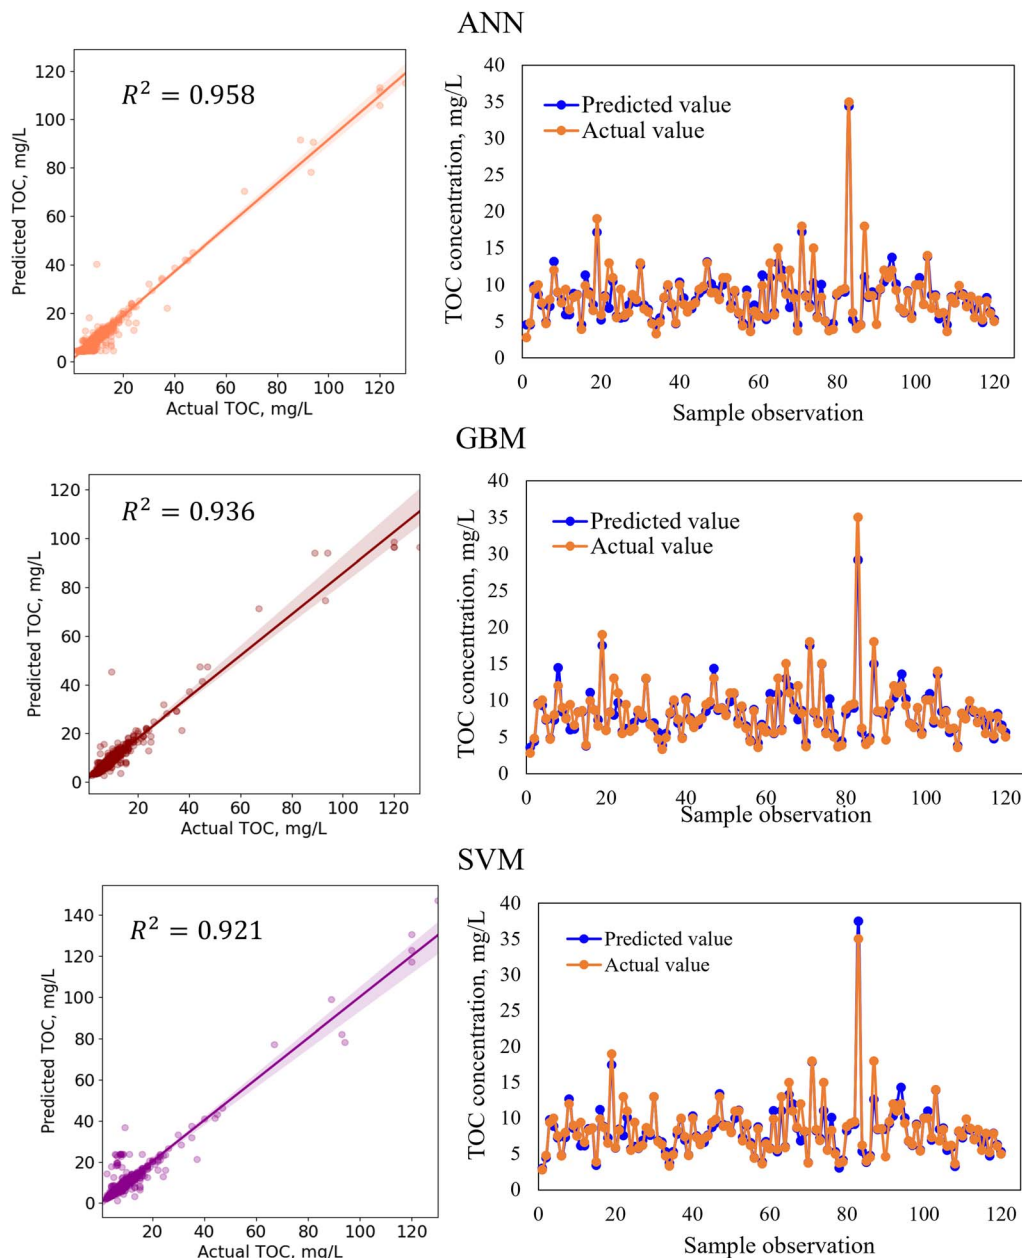 ANN
R² = 0.958
120
100
80
60
40
20
0
Predicted TOC, mg/L
20 40 60 80 100 120
Actual TOC, mg/L
40
35
30
25
20
15
10
5
0
TOC concentration, mg/L
Predicted value
Actual value
0 20 40 60 80 100 120
Sample observation
GBM
R² = 0.936
120
100
80
60
40
20
0
Predicted TOC, mg/L
20 40 60 80 100 120
Actual TOC, mg/L
40
35
30
25
20
15
10
5
0
TOC concentration, mg/L
Predicted value
Actual value
0 20 40 60 80 100 120
Sample observation
SVM
R² = 0.921
140
120
100
80
60
40
20
0
Predicted TOC, mg/L
20 40 60 80 100 120
Actual TOC, mg/L
40
35
30
25
20
15
10
5
0
TOC concentration, mg/L
Predicted value
Actual value
0 20 40 60 80 100 120
Sample observation